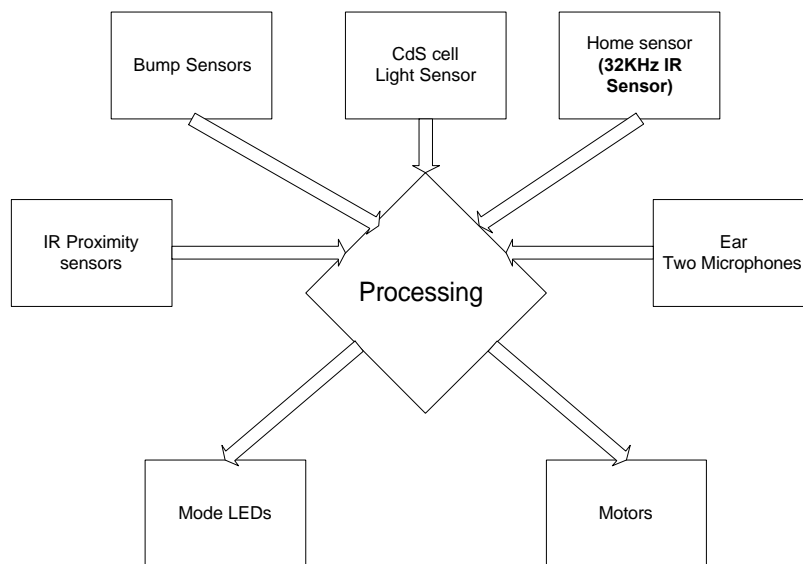 Bump Sensors
CdS cell
Light Sensor
Home sensor
(32KHz IR
Sensor)
IR Proximity
sensors
Ear
Two Microphones
Processing
Mode LEDs
Motors